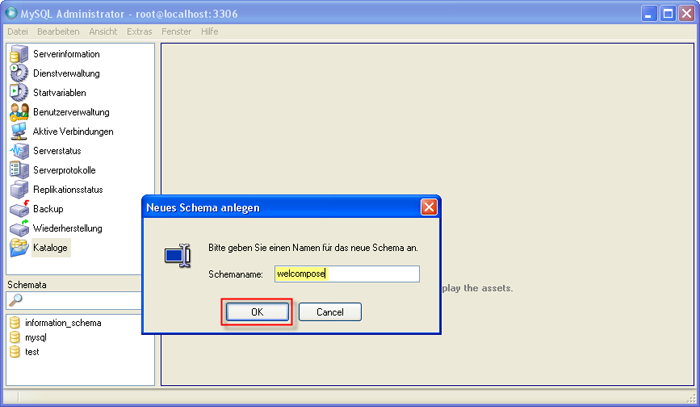 MySQL Administrator - root@localhost:3306
Datei Bearbeiten Ansicht Extras Fenster Hilfe
Serverinformation
Dienstverwaltung
Startvariablen
Benutzerverwaltung
Aktive Verbindungen
Serverstatus
Serverprotokolle
Replikationsstatus
Backup
Wiederherstellung
Kataloge
Schemata
information_schema
mysql
test
Neues Schema anlegen
Bitte geben Sie einen Namen für das neue Schema an.
Schemaname: welcompose
OK Cancel
play the assets.